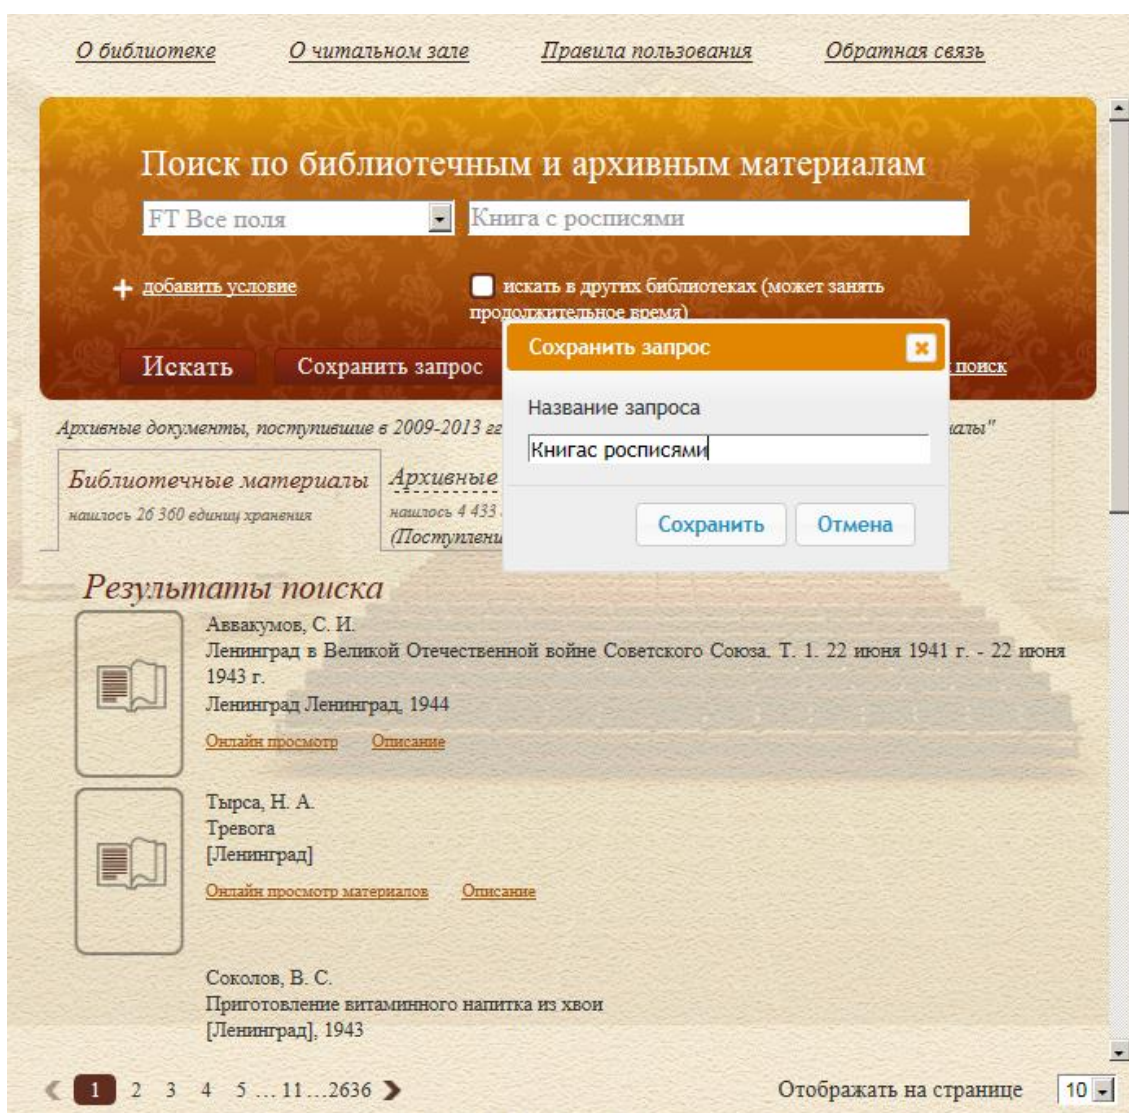 О библиотеке О читальном зале Правила пользования Обратная связь
Поиск по библиотечным и архивным материалам
FT Все поля Книга с росписями
добавить условие искать в других библиотеках (может занять
продолжительное время)
Искать Сохранить запрос поиск
Сохранить запрос
Название запроса
Книгас росписями
Сохранить Отмена
Архивные документы, поступившие в 2009-2013 гг
Библиотечные материалы Архивные
нашлось 26 360 единиц хранения нашлось 4 433
Результаты поиска
Аввакумов, С. И.
Ленинград в Великой Отечественной войне Советского Союза. Т. 1. 22 июня 1941 г. - 22 июня
1943 г.
Ленинград Ленинград, 1944
Онлайн просмотр Описание
Тырса, Н. А.
Тревога
[Ленинград]
Онлайн просмотр материалов Описание
Соколов, В. С.
Приготовление витаминного напитка из хвои
[Ленинград], 1943
1 2 3 4 5 ... 11 ... 2636 Отображать на странице 10